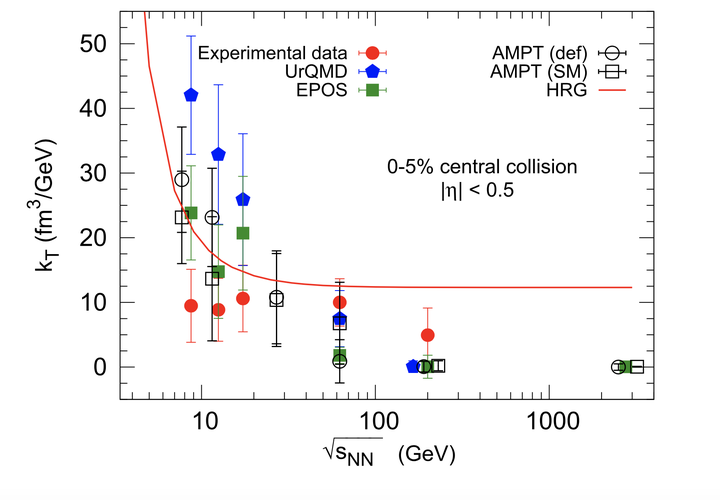 50
40
30
20
10
0
k_T (fm^3/GeV)
Experimental data
UrQMD
EPOS
AMPT (def)
AMPT (SM)
HRG
0-5% central collision
|η| < 0.5
10
100
1000
√s_NN (GeV)